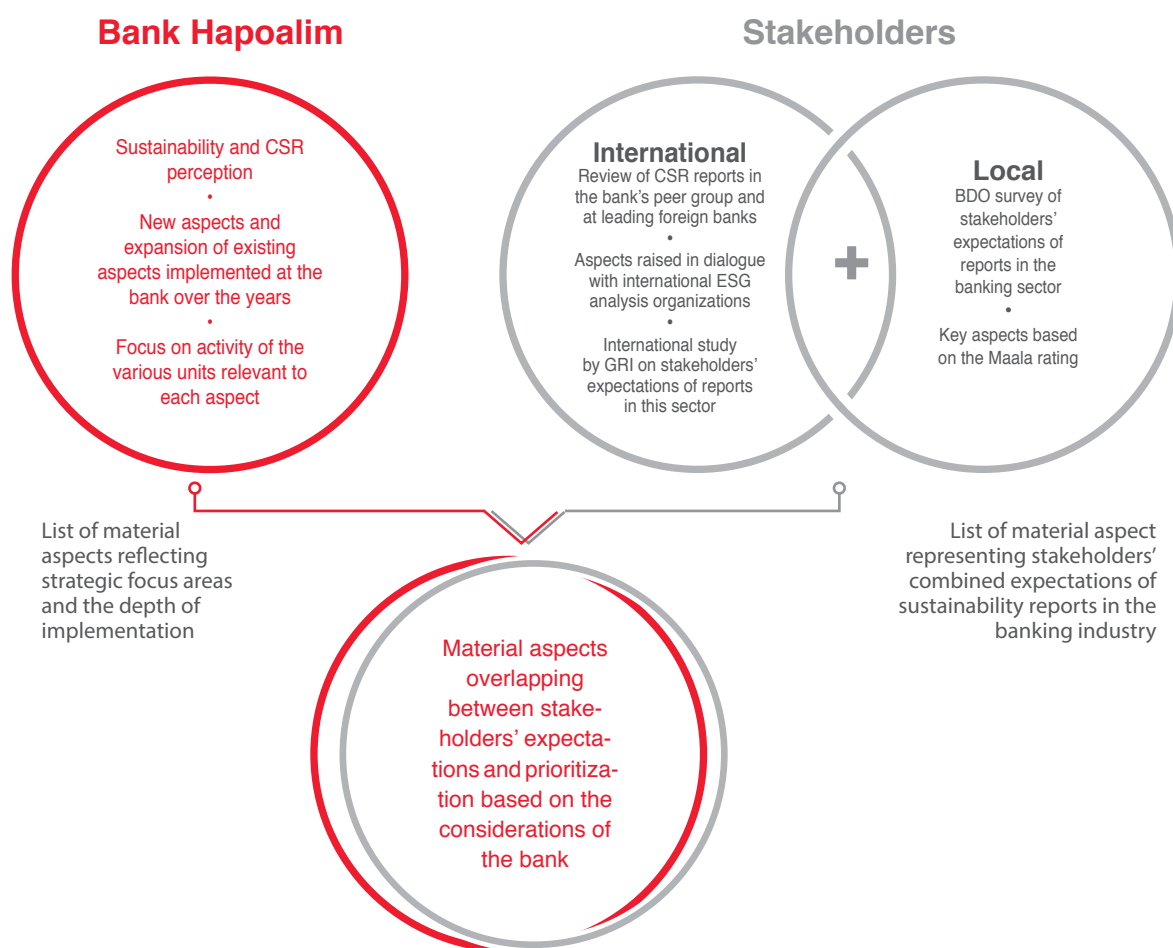 Bank Hapoalim
Stakeholders
Sustainability and CSR
perception
•
New aspects and
expansion of existing
aspects implemented at the
bank over the years
•
Focus on activity of the
various units relevant to
each aspect
International
Review of CSR reports in
the bank’s peer group and
at leading foreign banks
•
Aspects raised in dialogue
with international ESG
analysis organizations
•
International study
by GRI on stakeholders’
expectations of reports
in this sector
+
Local
BDO survey of
stakeholders’
expectations of
reports in the
banking sector
•
Key aspects based
on the Maala rating
List of material
aspects reflecting
strategic focus areas
and the depth of
implementation
List of material aspect
representing stakeholders’
combined expectations of
sustainability reports in the
banking industry
Material aspects
overlapping
between stake-
holders’ expecta-
tions and prioritiza-
tion based on the
considerations of
the bank